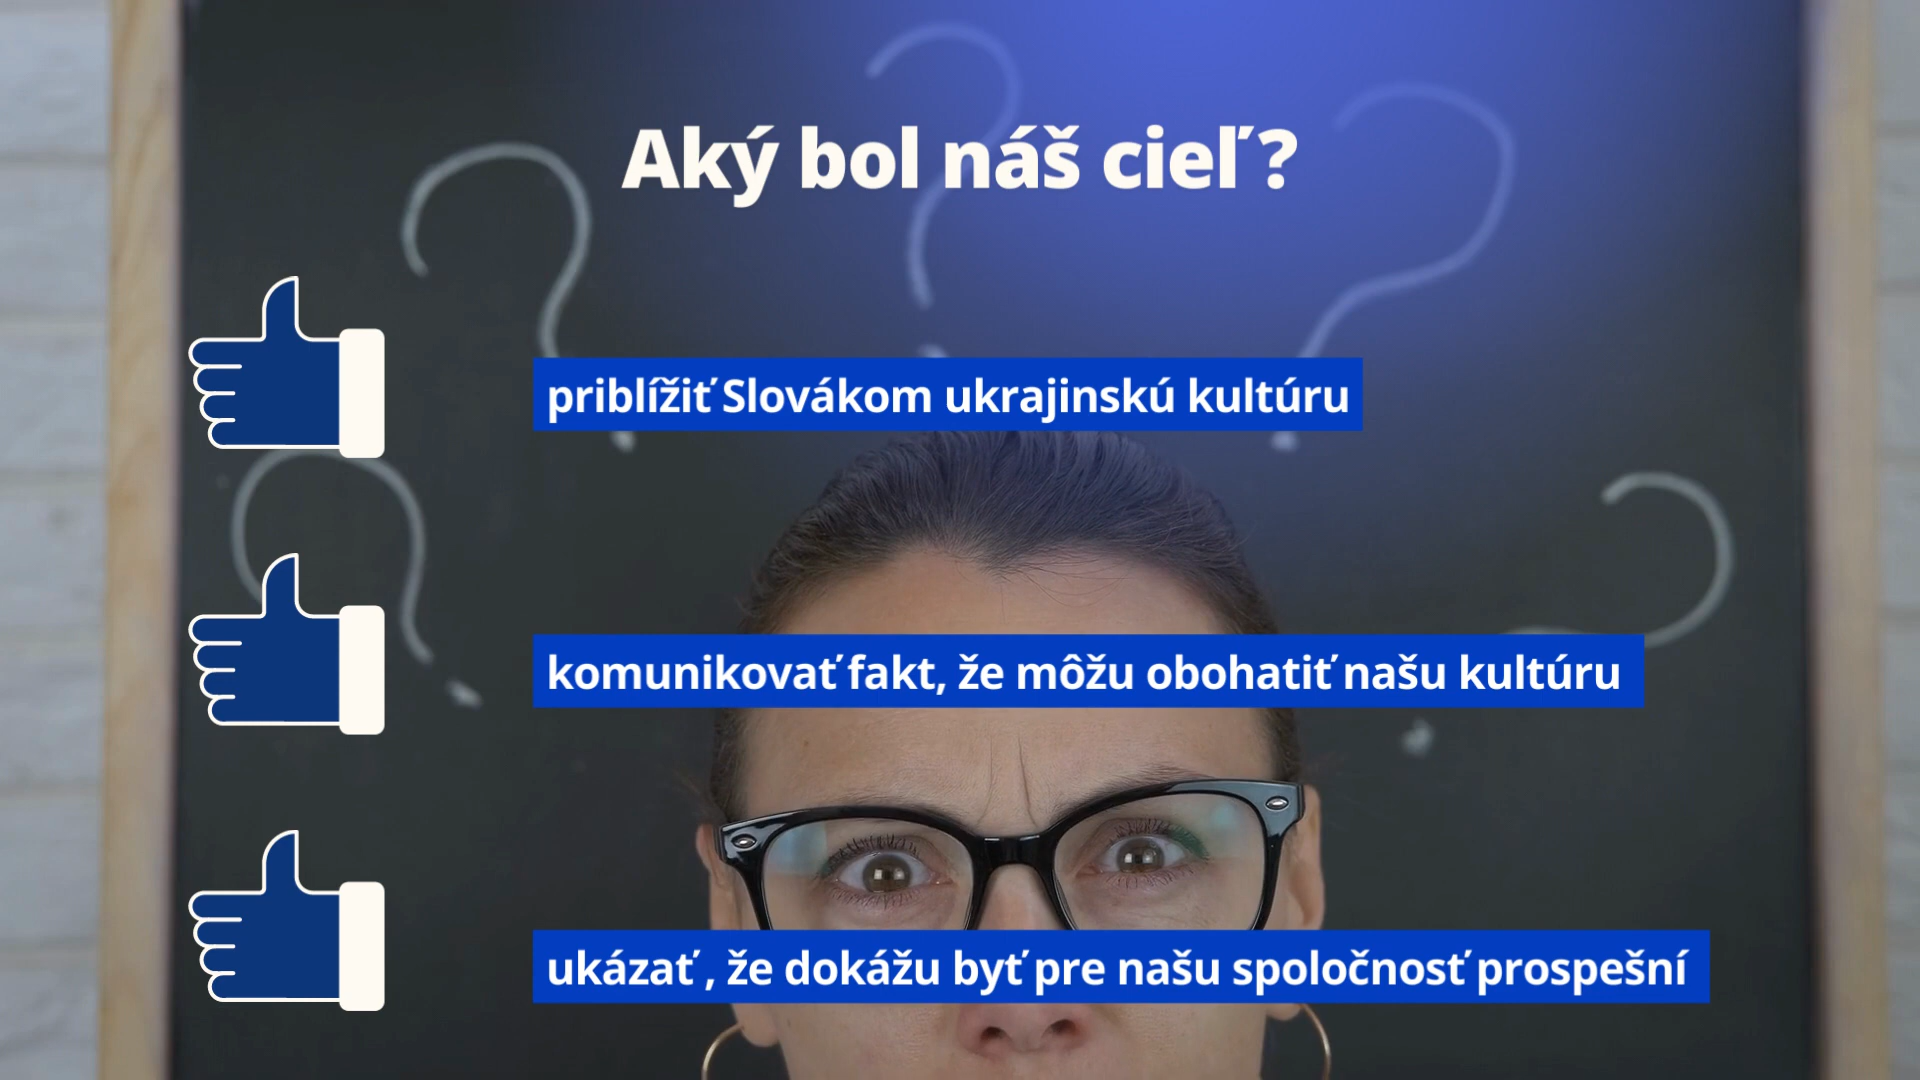 Aký bol náš cieľ?
priblížiť Slovákom ukrajinskú kultúru
komunikovať fakt, že môžu obohatiť našu kultúru
ukázať , že dokážu byť pre našu spoločnosť prospešní